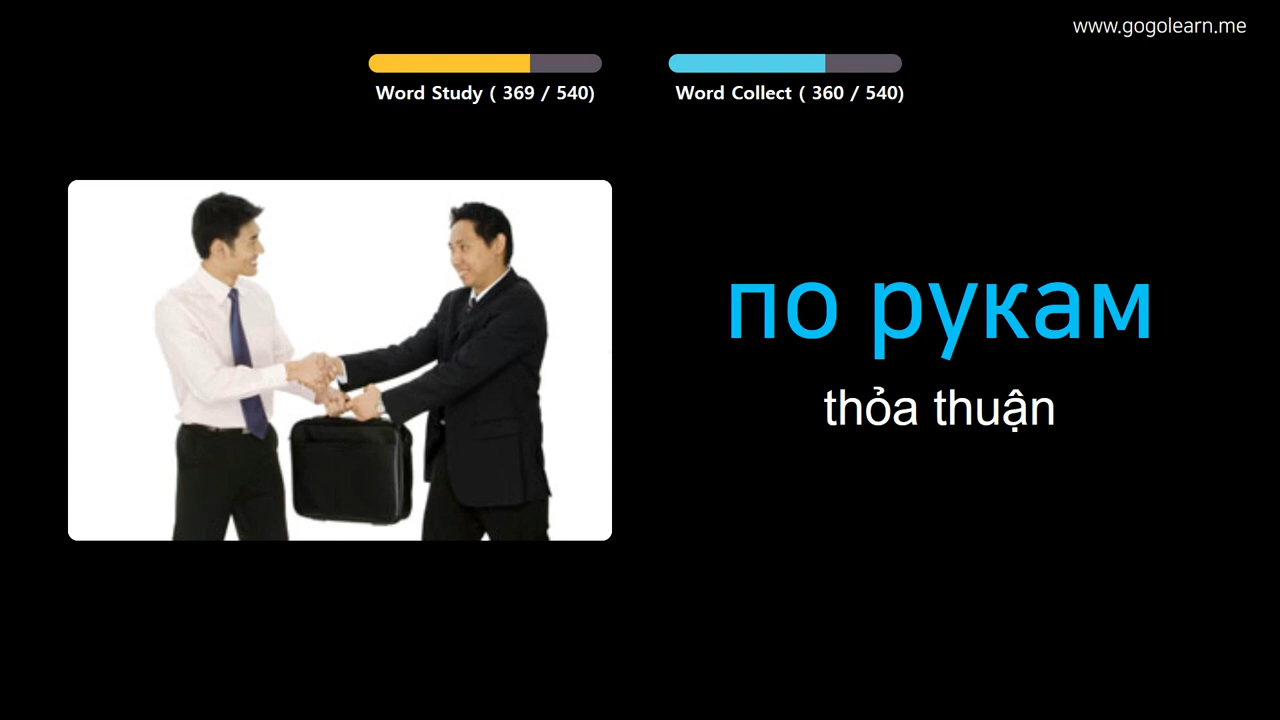 www.gogolearn.me
Word Study ( 369 / 540)
Word Collect ( 360 / 540)
по рукам
thỏa thuận